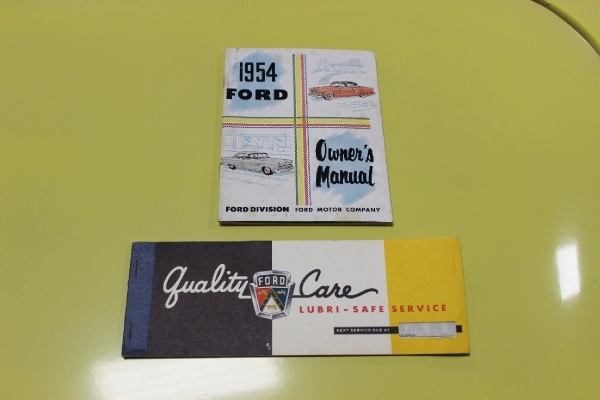 1954
FORD
Owner's
Manual
FORD DIVISION FORD MOTOR COMPANY
Quality FORD Care
LUBRI-SAFE SERVICE
NEXT SERVICE DUE AT